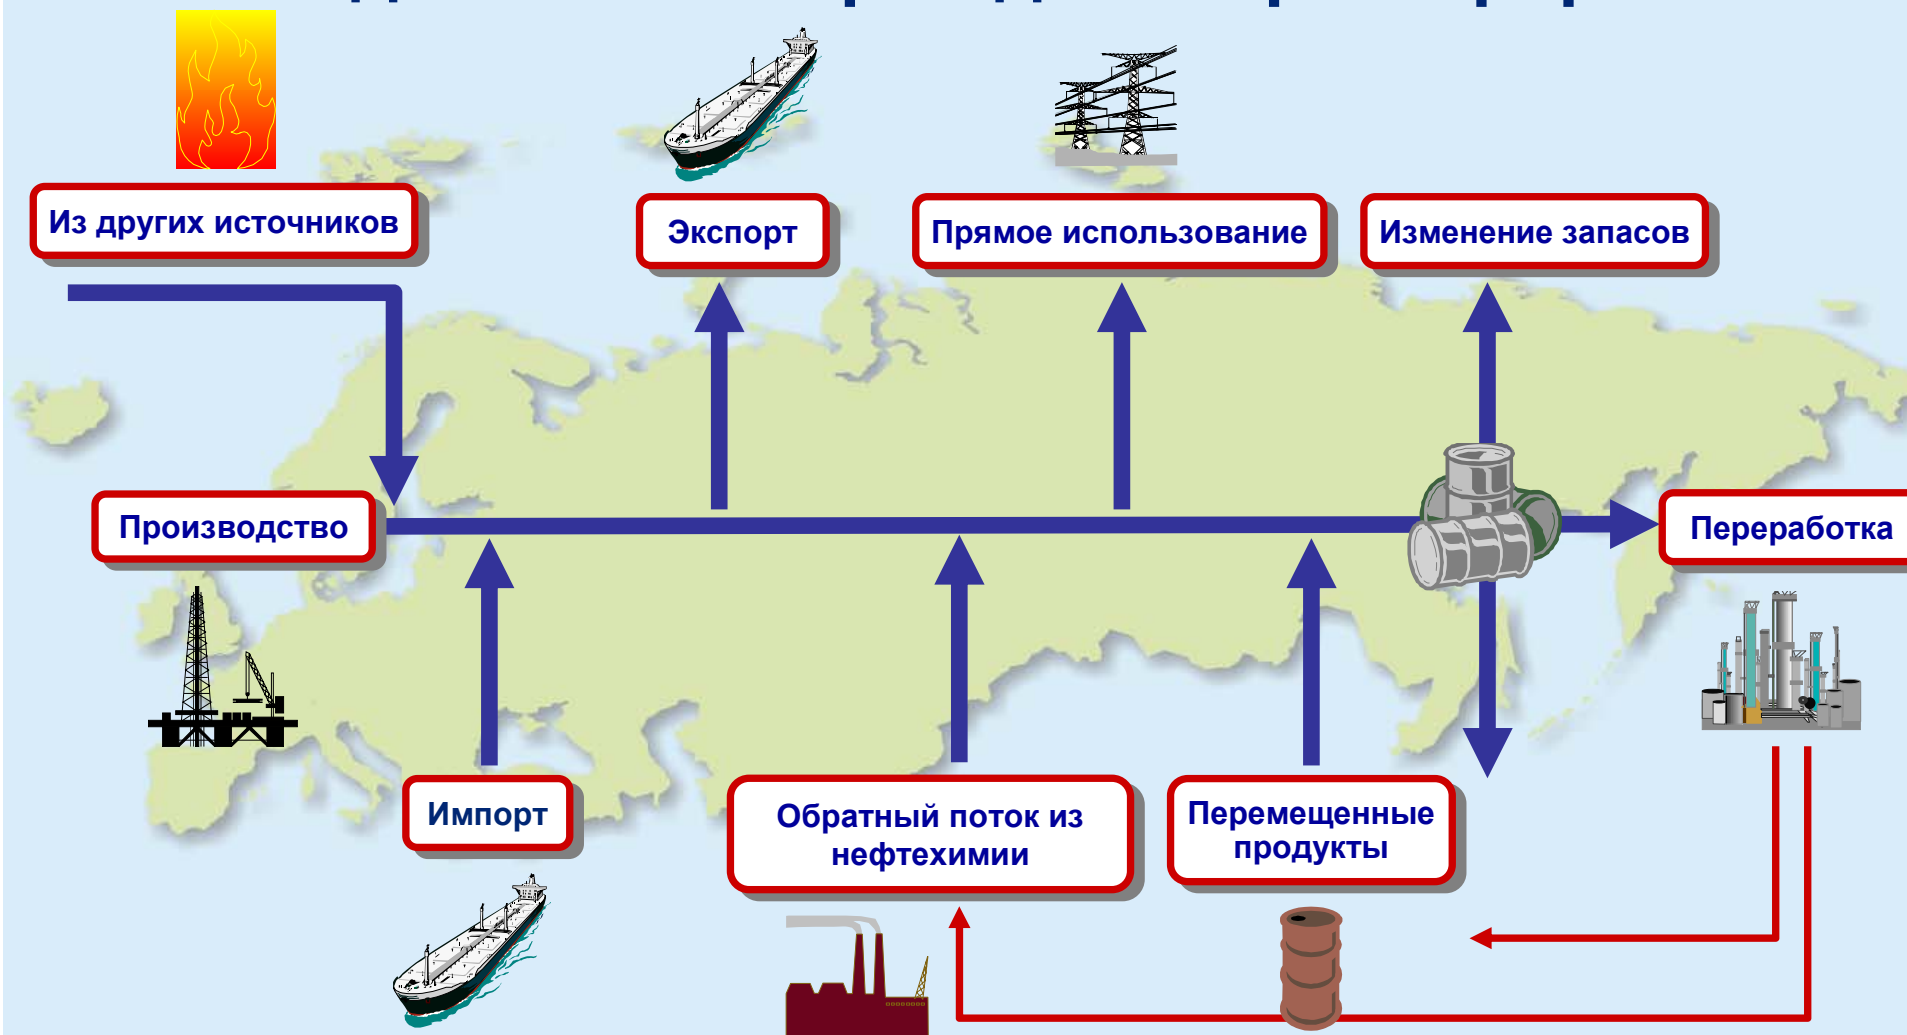 Из других источников
Экспорт
Прямое использование
Изменение запасов
Производство
Переработка
Импорт
Обратный поток из
нефтехимии
Перемещенные
продукты